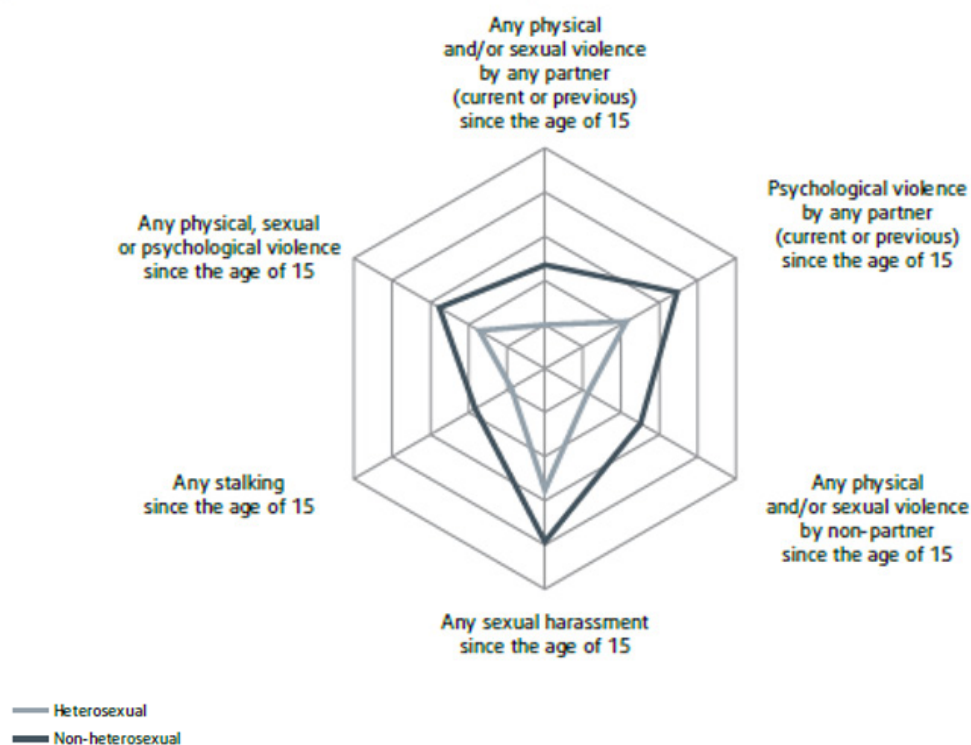 Any physical
and/or sexual violence
by any partner
(current or previous)
since the age of 15
Psychological violence
by any partner
(current or previous)
since the age of 15
Any physical
and/or sexual violence
by non-partner
since the age of 15
Any sexual harassment
since the age of 15
Any stalking
since the age of 15
Any physical, sexual
or psychological violence
since the age of 15
Heterosexual
Non-heterosexual